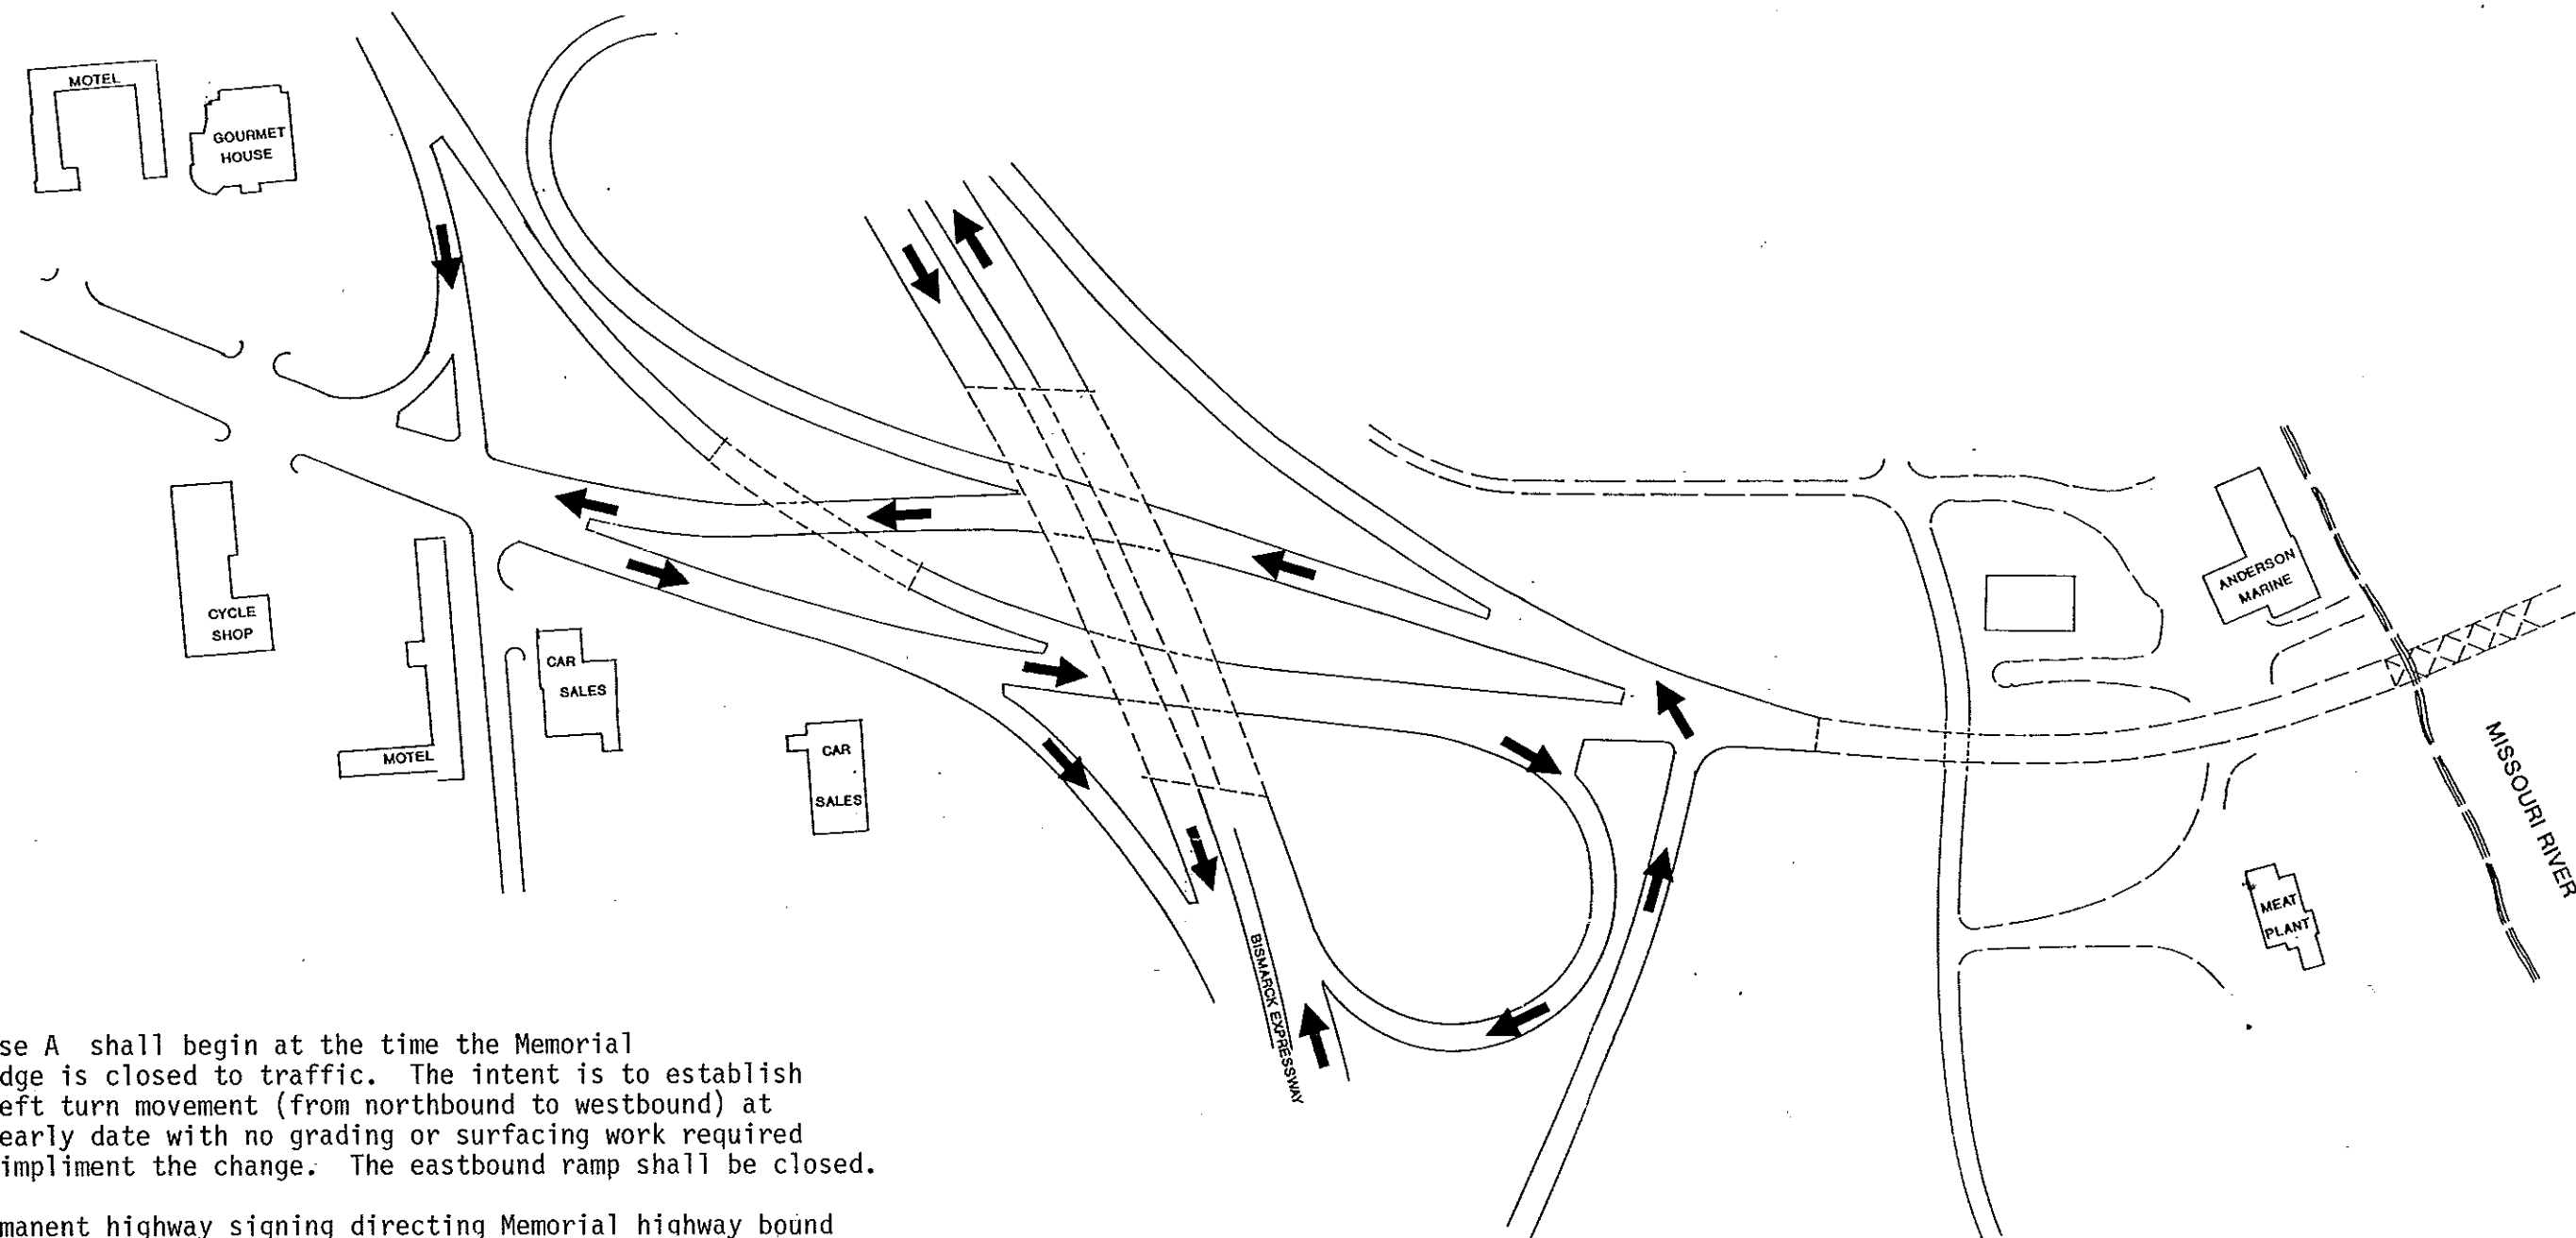 MOTEL
GOURMET
HOUSE
CYCLE
SHOP
MOTEL
CAR
SALES
CAR
SALES
ANDERSON
MARINE
MISSOURI RIVER
MEAT
PLANT
BISMARCK EXPRESSWAY
se A shall begin at the time the Memorial
dge is closed to traffic. The intent is to establish
eft turn movement (from northbound to westbound) at
early date with no grading or surfacing work required
impliment the change. The eastbound ramp shall be closed.
manent highway signing directing Memorial highway bound